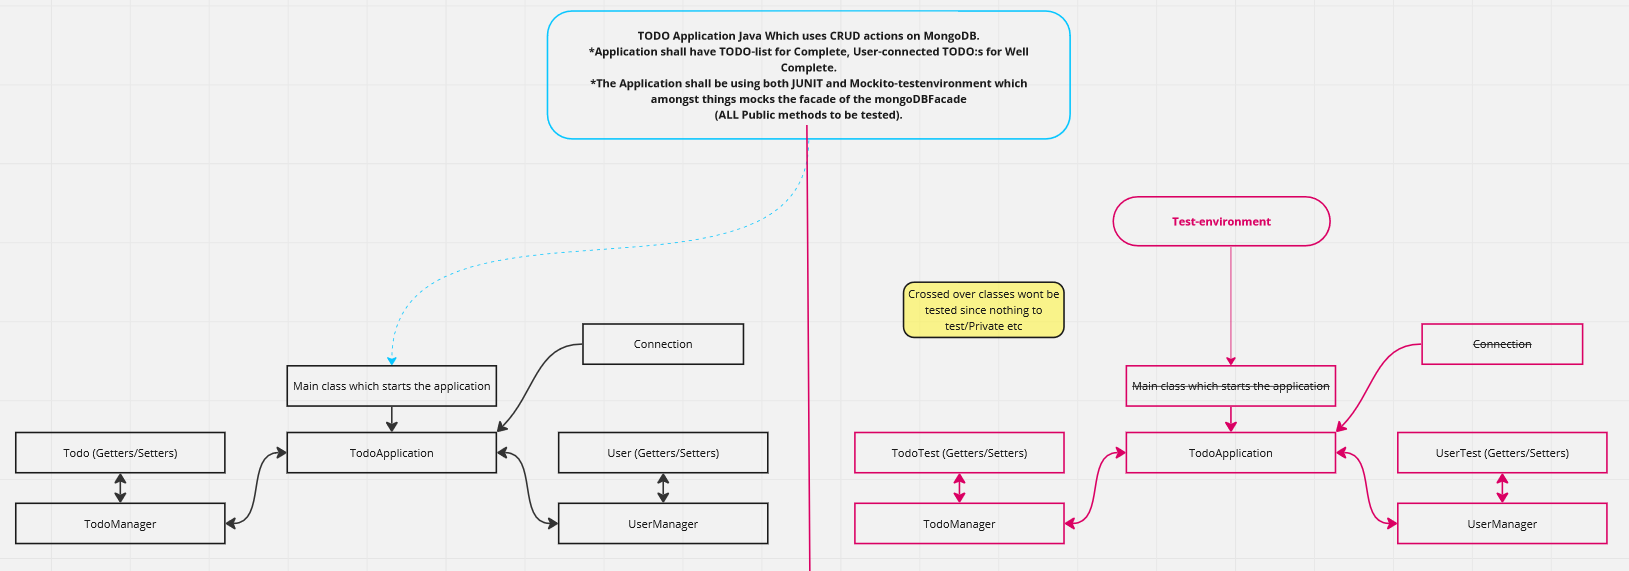 TODO Application Java Which uses CRUD actions on MongoDB.
*Application shall have TODO-list for Complete, User-connected TODO:s for Well
Complete.
*The Application shall be using both JUNIT and Mockito-testenvironment which
amongst things mocks the facade of the mongoDBFacade
(ALL Public methods to be tested).
Test-environment
Crossed over classes wont be
tested since nothing to
test/Private etc
Connection
Connection
Main class which starts the application
Main class which starts the application
Todo (Getters/Setters)
TodoApplication
User (Getters/Setters)
TodoTest (Getters/Setters)
TodoApplication
UserTest (Getters/Setters)
TodoManager
UserManager
TodoManager
UserManager